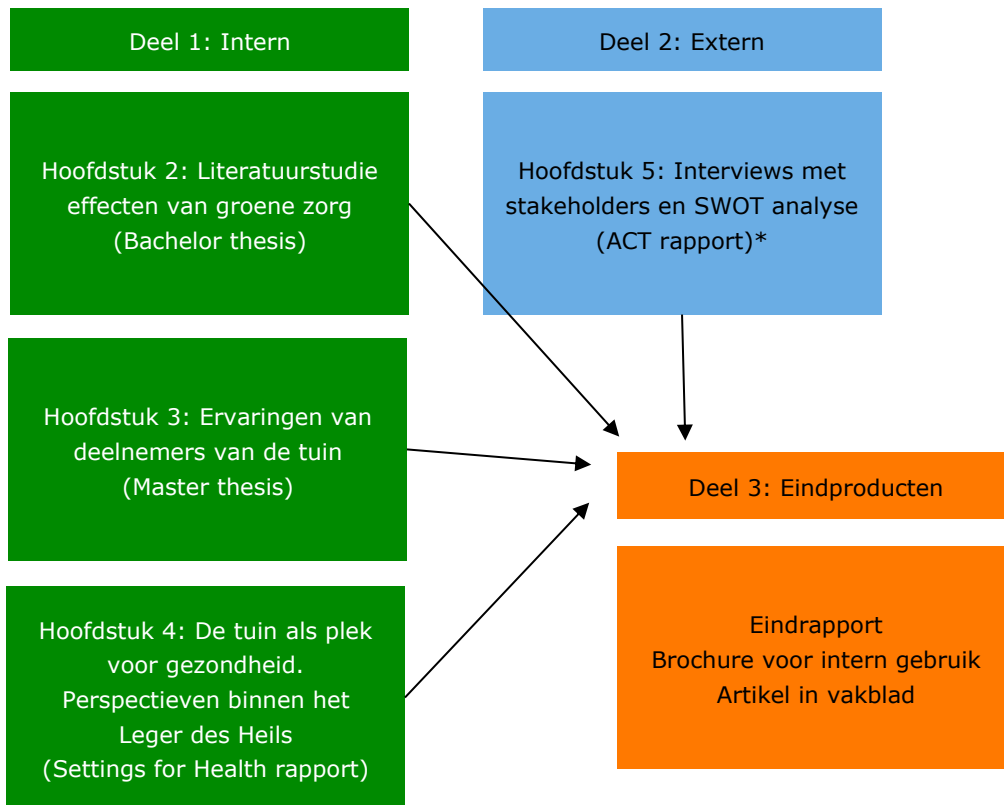 Deel 1: Intern
Hoofdstuk 2: Literatuurstudie
effecten van groene zorg
(Bachelor thesis)
Hoofdstuk 3: Ervaringen van
deelnemers van de tuin
(Master thesis)
Hoofdstuk 4: De tuin als plek
voor gezondheid.
Perspectieven binnen het
Leger des Heils
(Settings for Health rapport)
Deel 2: Extern
Hoofdstuk 5: Interviews met
stakeholders en SWOT analyse
(ACT rapport)*
Deel 3: Eindproducten
Eindrapport
Brochure voor intern gebruik
Artikel in vakblad